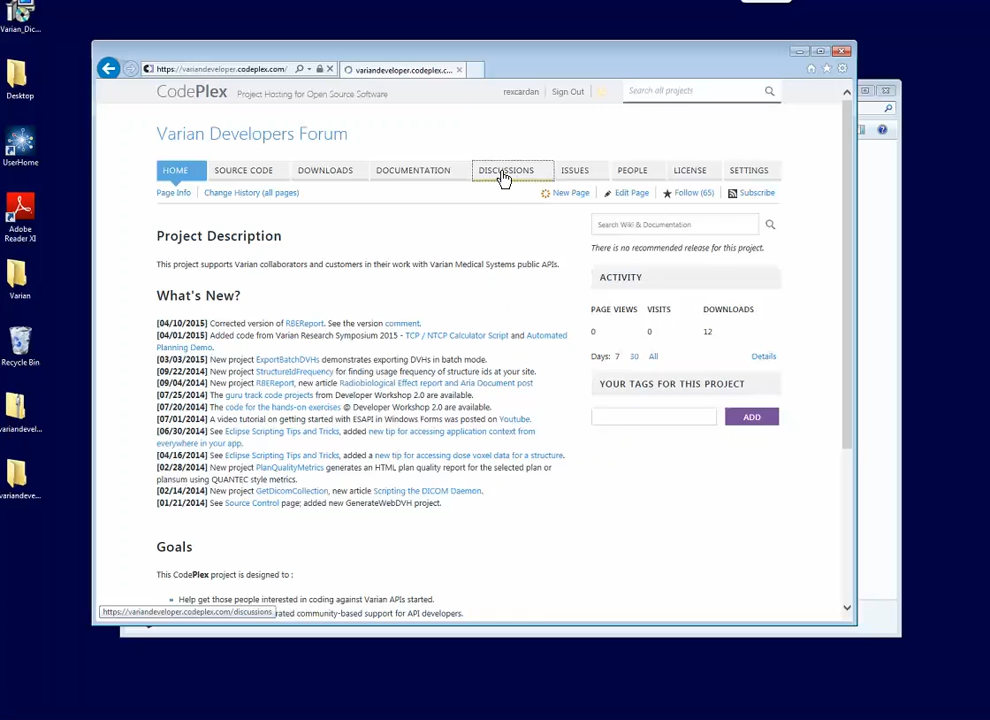 Varian_Dic...
Desktop
UserHome
Adobe
Reader XI
Varian
Recycle Bin
variandevel...
variandeve...
https://variandeveloper.codeplex.com/
variandeveloper.codeplex.c...
CodePlex Project Hosting for Open Source Software
rexcardan Sign Out
Search all projects
Varian Developers Forum
HOME SOURCE CODE DOWNLOADS DOCUMENTATION DISCUSSIONS ISSUES PEOPLE LICENSE SETTINGS
Page Info Change History (all pages)
New Page Edit Page Follow (65) Subscribe
Project Description
This project supports Varian collaborators and customers in their work with Varian Medical Systems public APIs.
What's New?
[04/10/2015] Corrected version of RBEReport. See the version comment.
[04/01/2015] Added code from Varian Research Symposium 2015 - TCP / NTCP Calculator Script and Automated
Planning Demo.
[03/03/2015] New project ExportBatchDVHs demonstrates exporting DVHs in batch mode.
[09/22/2014] New project StructureIdFrequency for finding usage frequency of structure ids at your site.
[09/04/2014] New project RBEReport, new article Radiobiological Effect report and Aria Document post
[07/25/2014] The guru track code projects from Developer Workshop 2.0 are available.
[07/20/2014] The code for the hands-on exercises @ Developer Workshop 2.0 are available.
[07/01/2014] A video tutorial on getting started with ESAPI in Windows Forms was posted on Youtube.
[06/30/2014] See Eclipse Scripting Tips and Tricks, added new tip for accessing application context from
everywhere in your app.
[04/16/2014] See Eclipse Scripting Tips and Tricks, added a new tip for accessing dose voxel data for a structure.
[02/28/2014] New project PlanQualityMetrics generates an HTML plan quality report for the selected plan or
plansum using QUANTEC style metrics.
[02/14/2014] New project GetDicomCollection, new article Scripting the DICOM Daemon.
[01/21/2014] See Source Control page; added new GenerateWebDVH project.
Goals
This CodePlex project is designed to :
» Help get those people interested in coding against Varian APIs started.
rated community-based support for API developers.
https://variandeveloper.codeplex.com/discussions
Search Wiki & Documentation
There is no recommended release for this project.
ACTIVITY
PAGE VIEWS VISITS DOWNLOADS
0 0 12
Days: 7 30 All Details
YOUR TAGS FOR THIS PROJECT
ADD